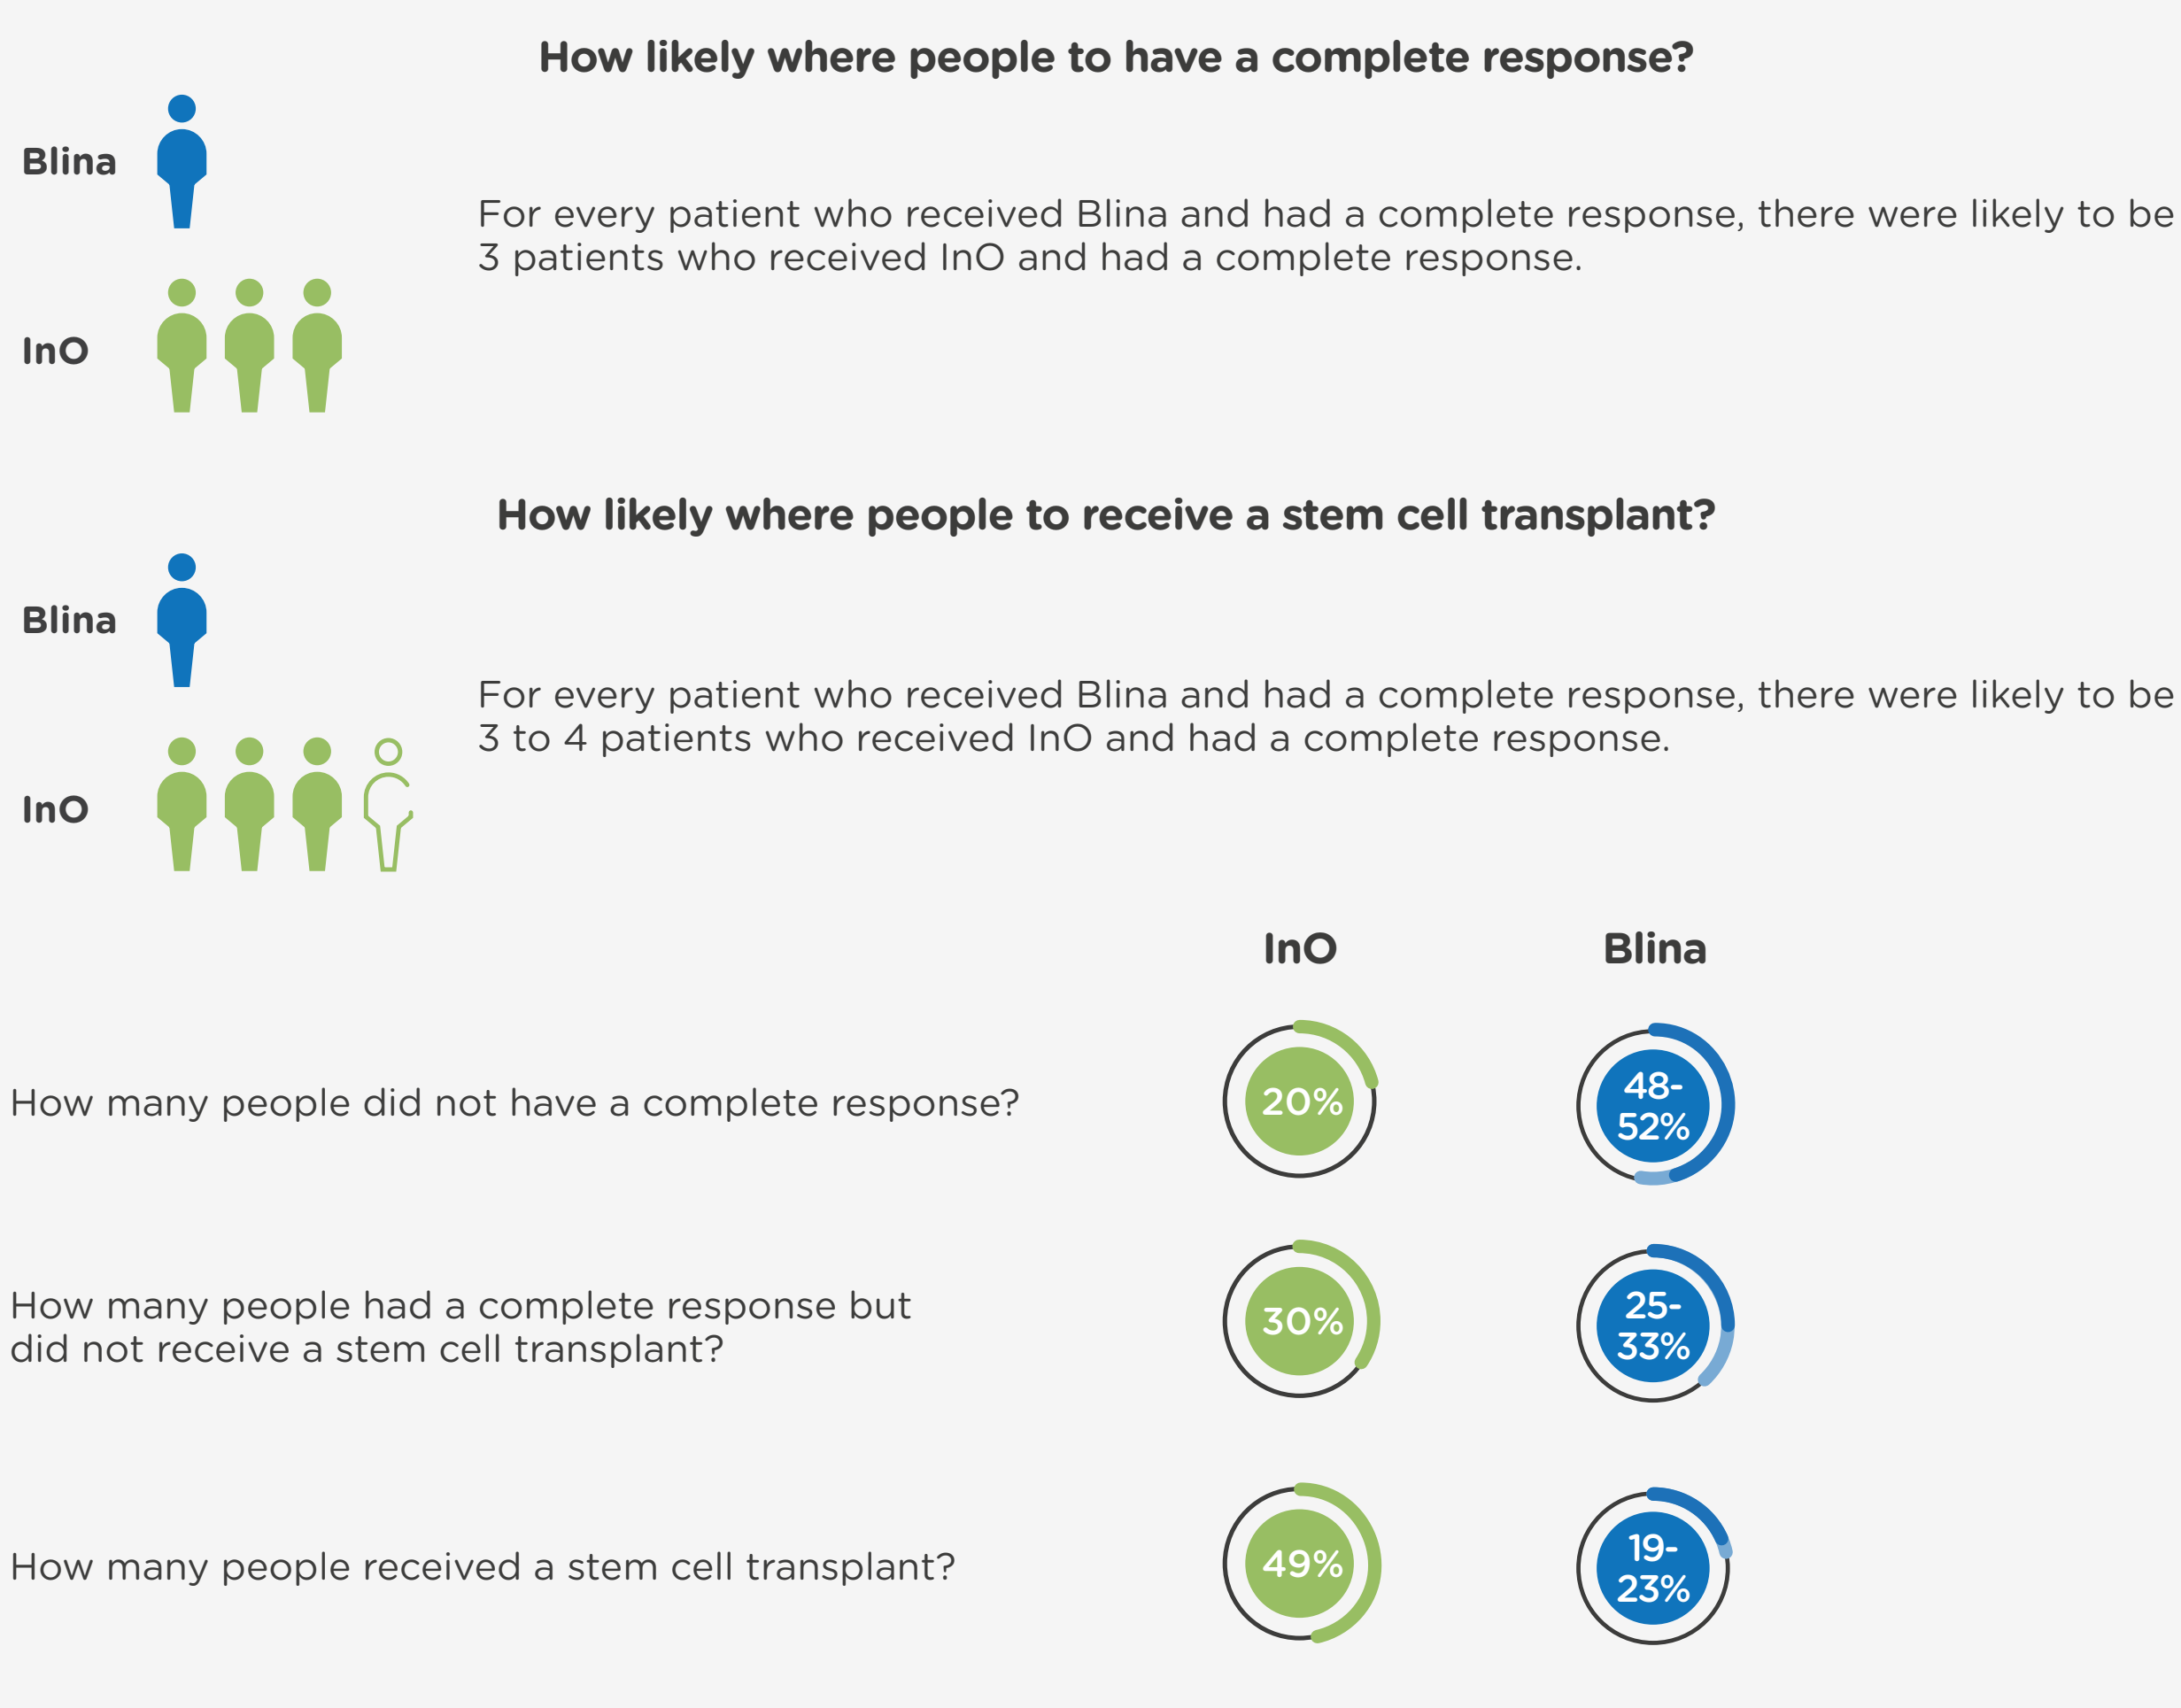 How likely where people to have a complete response?
Blina
For every patient who received Blina and had a complete response, there were likely to be
3 patients who received InO and had a complete response.
InO
How likely where people to receive a stem cell transplant?
Blina
For every patient who received Blina and had a complete response, there were likely to be
3 to 4 patients who received InO and had a complete response.
InO
InO
Blina
How many people did not have a complete response?
20%
48-
52%
How many people had a complete response but
did not receive a stem cell transplant?
30%
25-
33%
How many people received a stem cell transplant?
49%
19-
23%